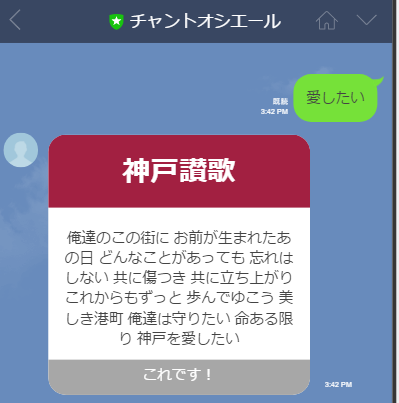 チャントオシエール
愛したい
既読
3:42 PM
神戸讃歌
俺達のこの街に お前が生まれたあ
の日 どんなことがあっても 忘れは
しない 共に傷つき 共に立ち上がり
これからもずっと 歩んでゆこう 美
しき港町 俺達は守りたい 命ある限
り 神戸を愛したい
これです！
3:42 PM